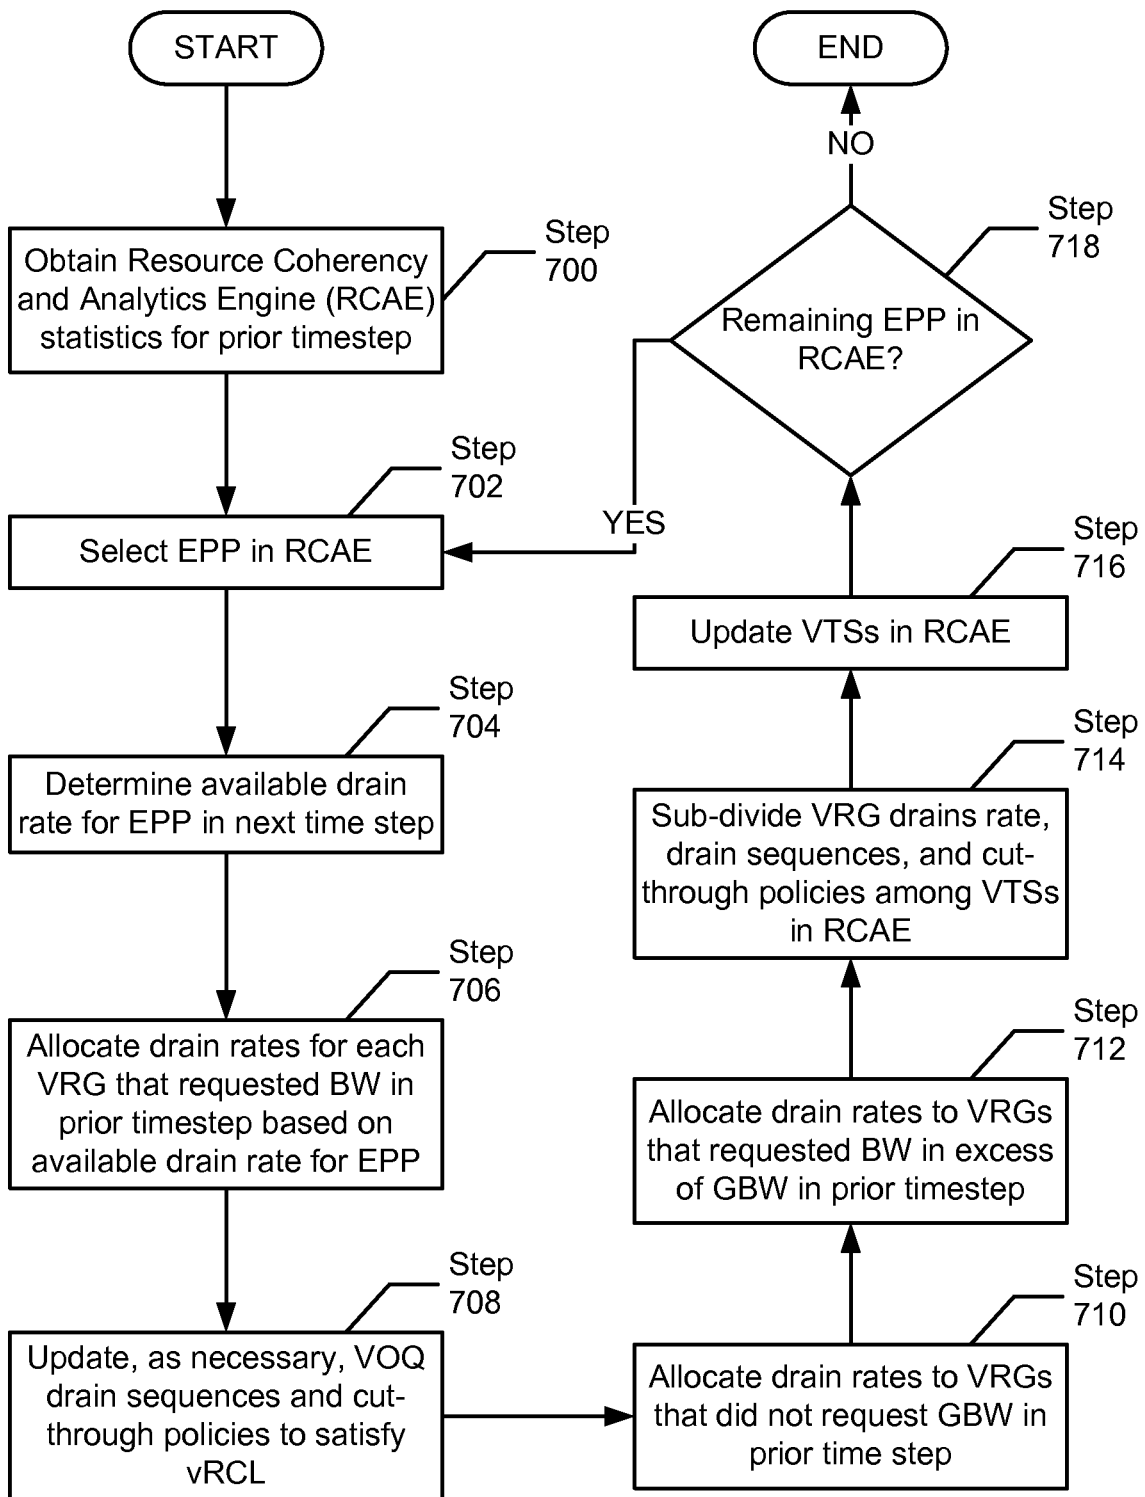 START
Obtain Resource Coherency
and Analytics Engine (RCAE)
statistics for prior timestep
Step
700
Select EPP in RCAE
Step
702
Determine available drain
rate for EPP in next time step
Step
704
Allocate drain rates for each
VRG that requested BW in
prior timestep based on
available drain rate for EPP
Step
706
Update, as necessary, VOQ
drain sequences and cut-
through policies to satisfy
vRCL
Step
708
Allocate drain rates to VRGs
that did not request GBW in
prior time step
Step
710
Allocate drain rates to VRGs
that requested BW in excess
of GBW in prior timestep
Step
712
Sub-divide VRG drains rate,
drain sequences, and cut-
through policies among VTSs
in RCAE
Step
714
Update VTSs in RCAE
Step
716
Remaining EPP in
RCAE?
Step
718
YES
NO
END